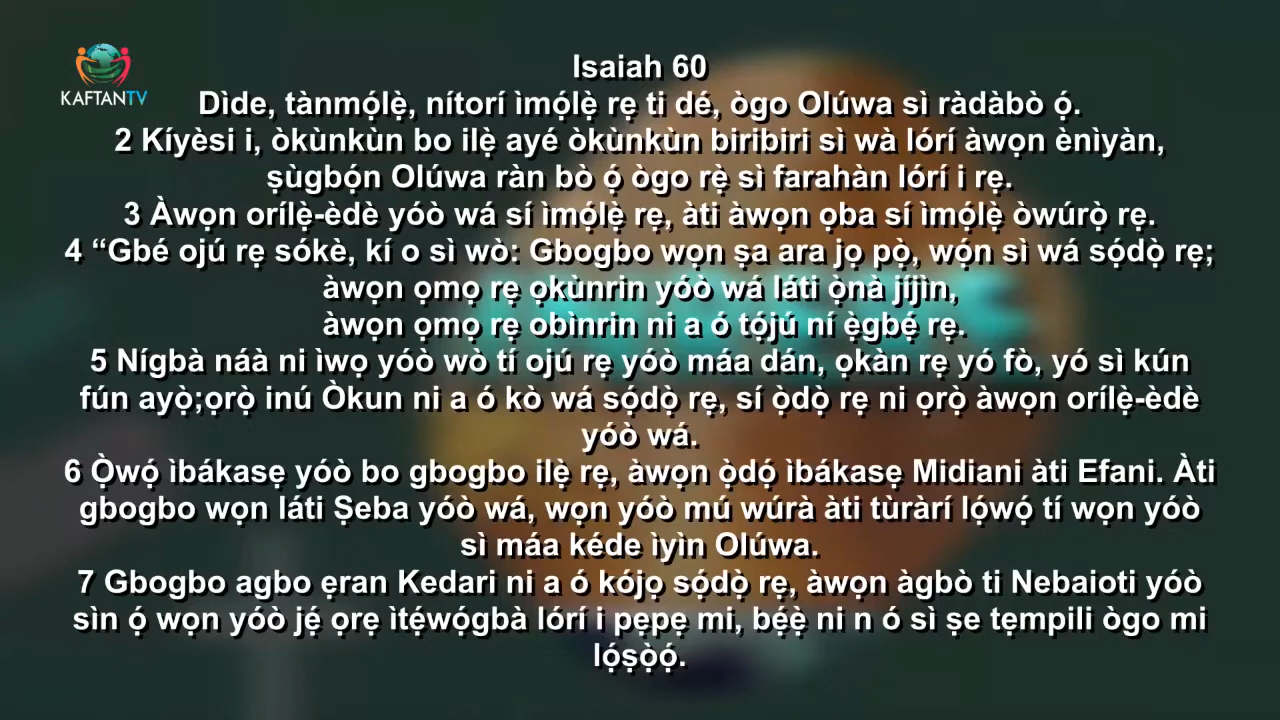 KAFTANTV
Isaiah 60
Dìde, tànmọ́lẹ̀, nítorí ìmọ́lẹ̀ rẹ ti dé, ògo Olúwa sì ràdàbò ọ́.
2 Kíyèsi i, òkùnkùn bo ilẹ̀ ayé òkùnkùn biribiri sì wà lórí àwọn ènìyàn,
ṣùgbọ́n Olúwa ràn bò ọ́ ògo rẹ̀ sì farahàn lórí i rẹ.
3 Àwọn orílẹ̀-èdè yóò wá sí ìmọ́lẹ̀ rẹ, àti àwọn ọba sí ìmọ́lẹ̀ òwúrọ̀ rẹ.
4 “Gbé ojú rẹ sókè, kí o sì wò: Gbogbo wọn ṣa ara jọ pọ̀, wọ́n sì wá sọ́dọ̀ rẹ;
àwọn ọmọ rẹ ọkùnrin yóò wá láti ọ̀nà jíjìn,
àwọn ọmọ rẹ obìnrin ni a ó tọ́jú ní ẹ̀gbẹ́ rẹ.
5 Nígbà náà ni ìwọ yóò wò tí ojú rẹ yóò máa dán, ọkàn rẹ yó fò, yó sì kún
fún ayọ̀;ọrọ̀ inú Òkun ni a ó kò wá sọ́dọ̀ rẹ, sí ọ̀dọ̀ rẹ ni ọrọ̀ àwọn orílẹ̀-èdè
yóò wá.
6 Ọ̀wọ́ ìbákasẹ yóò bo gbogbo ilẹ̀ rẹ, àwọn ọ̀dọ́ ìbákasẹ Midiani àti Efani. Àti
gbogbo wọn láti Ṣeba yóò wá, wọn yóò mú wúrà àti tùràrí lọ́wọ́ tí wọn yóò
sì máa kéde ìyìn Olúwa.
7 Gbogbo agbo ẹran Kedari ni a ó kójọ sọ́dọ̀ rẹ, àwọn àgbò ti Nebaioti yóò
sìn ọ́ wọn yóò jẹ́ ọrẹ ìtẹ́wọ́gbà lórí i pẹpẹ mi, bẹ́ẹ̀ ni n ó sì ṣe tẹmpili ògo mi
lọ́ṣọ̀ọ́.